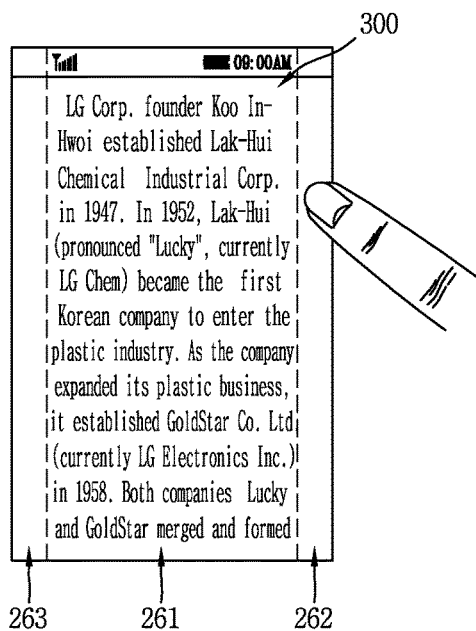 300
09:00AM
LG Corp. founder Koo In-
Hwoi established Lak-Hui
Chemical Industrial Corp.
in 1947. In 1952, Lak-Hui
(pronounced "Lucky", currently
LG Chem) became the first
Korean company to enter the
plastic industry. As the company
expanded its plastic business,
it established GoldStar Co. Ltd
(currently LG Electronics Inc.)
in 1958. Both companies Lucky
and GoldStar merged and formed
263 261 262